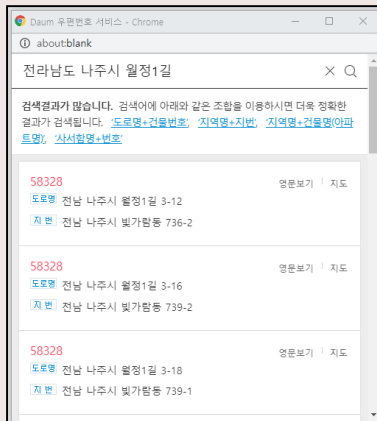 Daum 우편번호 서비스 - Chrome
about:blank
전라남도 나주시 월정1길
검색결과가 많습니다. 검색어에 아래와 같은 조합을 이용하시면 더욱 정확한
결과가 검색됩니다. '도로명+건물번호', '지역명+지번', '지역명+건물명(아파
트명)', '사서함명+번호'
58328 영문보기 지도
도로명 전남 나주시 월정1길 3-12
지 번 전남 나주시 빛가람동 736-2
58328 영문보기 지도
도로명 전남 나주시 월정1길 3-16
지 번 전남 나주시 빛가람동 739-2
58328 영문보기 지도
도로명 전남 나주시 월정1길 3-18
지 번 전남 나주시 빛가람동 739-1